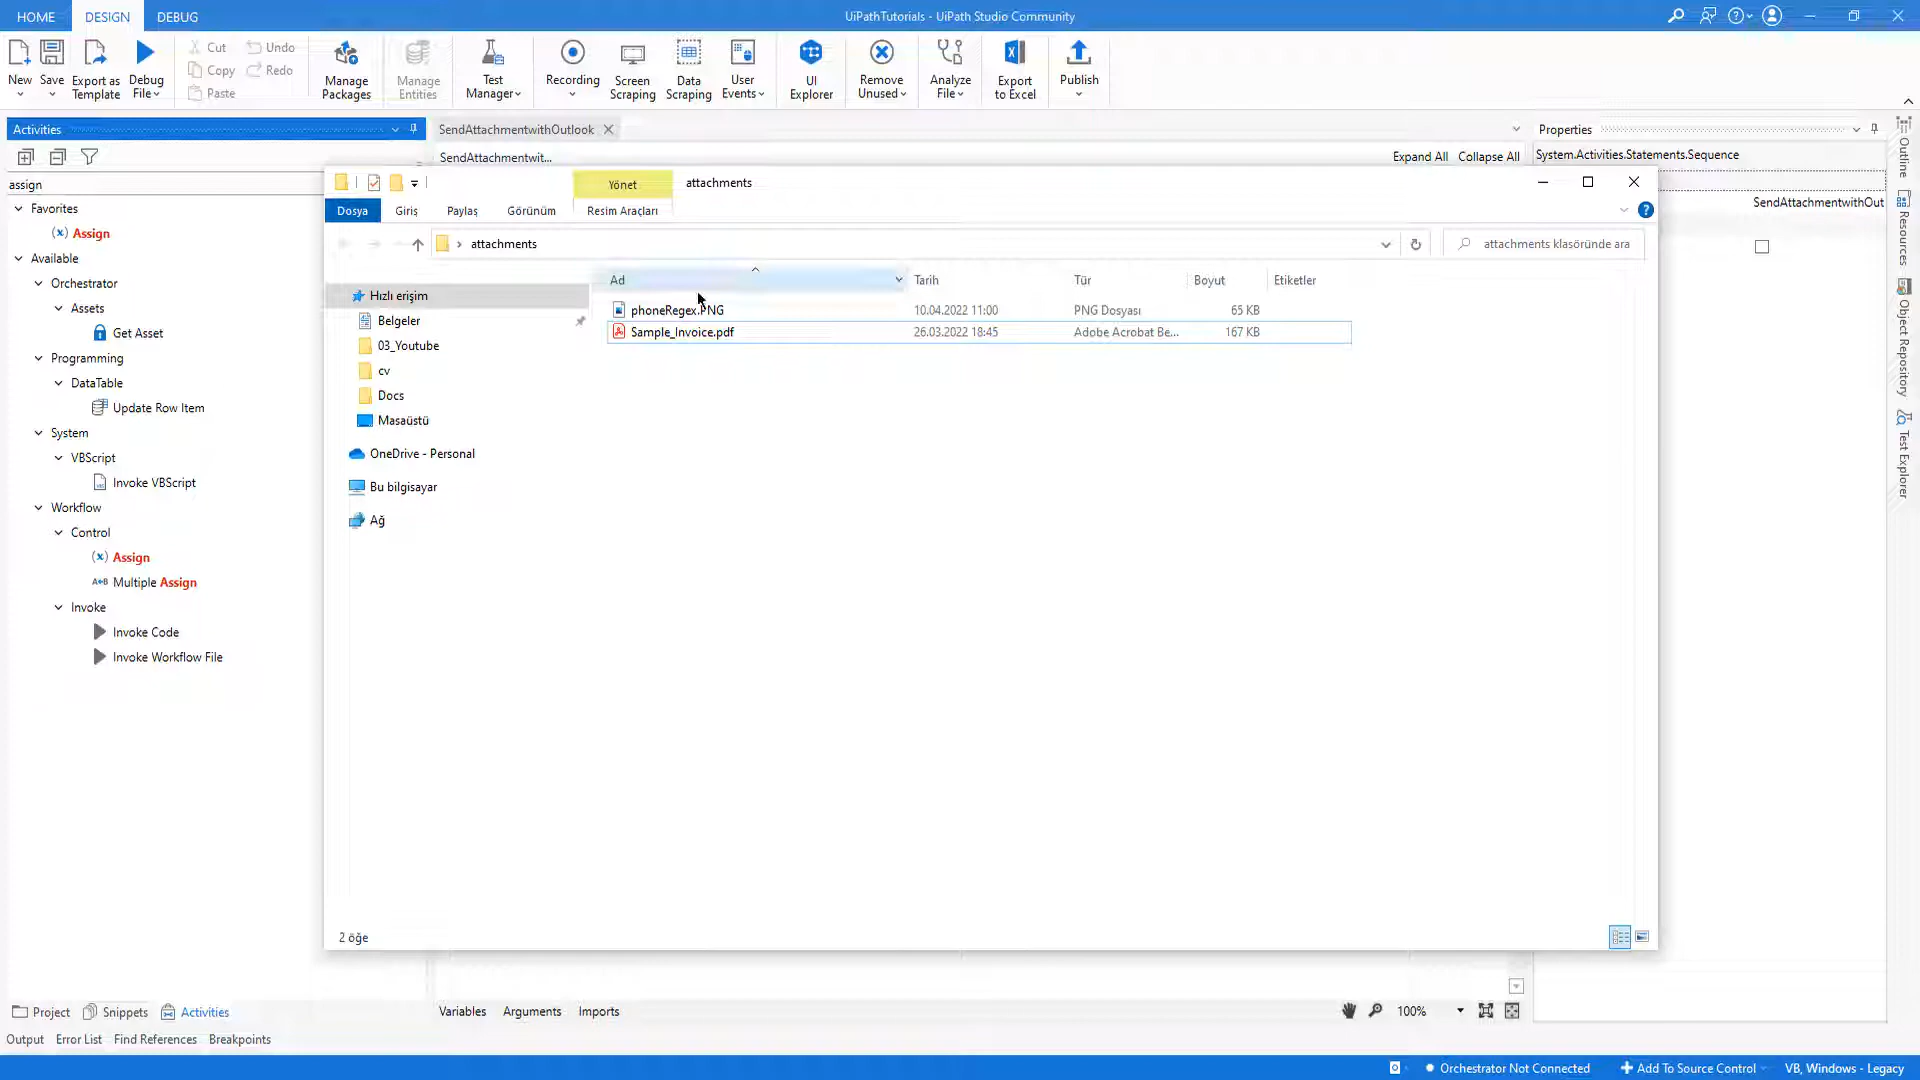 HOME DESIGN DEBUG
UiPathTutorials - UiPath Studio Community
New Save Export as Template Debug File
Cut Undo
Copy Redo
Paste
Manage Packages
Manage Entities
Test Manager
Recording
Screen Scraping
Data Scraping
User Events
UI Explorer
Remove Unused
Analyze File
Export to Excel
Publish
Activities
SendAttachmentwithOutlook
Properties
SendAttachmentwit...
Expand All Collapse All
System.Activities.Statements.Sequence
assign
Favorites
Assign
Available
Orchestrator
Assets
Get Asset
Programming
DataTable
Update Row Item
System
VBScript
Invoke VBScript
Workflow
Control
Assign
Multiple Assign
Invoke
Invoke Code
Invoke Workflow File
Yönet
attachments
Dosya Giriş Paylaş Görünüm Resim Araçları
attachments
attachments klasöründe ara
Ad Tarih Tür Boyut Etiketler
phoneRegex.PNG 10.04.2022 11:00 PNG Dosyası 65 KB
Sample_Invoice.pdf 26.03.2022 18:45 Adobe Acrobat Be... 167 KB
Hızlı erişim
Belgeler
03_Youtube
cv
Docs
Masaüstü
OneDrive - Personal
Bu bilgisayar
Ağ
2 öğe
SendAttachmentwithOut
Outline
Resources
Object Repository
Test Explorer
Project Snippets Activities
Variables Arguments Imports
100%
Output Error List Find References Breakpoints
Orchestrator Not Connected
Add To Source Control
VB, Windows - Legacy